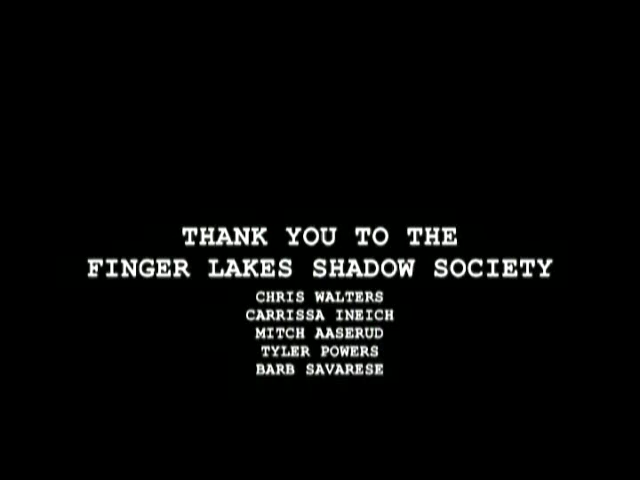 THANK YOU TO THE
FINGER LAKES SHADOW SOCIETY
CHRIS WALTERS
CARRISSA INEICH
MITCH AASERUD
TYLER POWERS
BARB SAVARESE